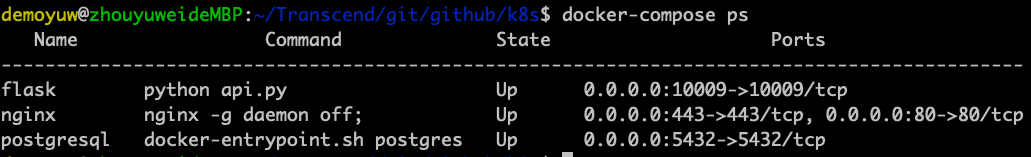 demoyuw@zhouyuweideMBP:~/Transcend/git/github/k8s$ docker-compose ps
Name Command State Ports
--------------------------------------------------------------------------------------------
flask python api.py Up 0.0.0.0:10009->10009/tcp
nginx nginx -g daemon off; Up 0.0.0.0:443->443/tcp, 0.0.0.0:80->80/tcp
postgresql docker-entrypoint.sh postgres Up 0.0.0.0:5432->5432/tcp